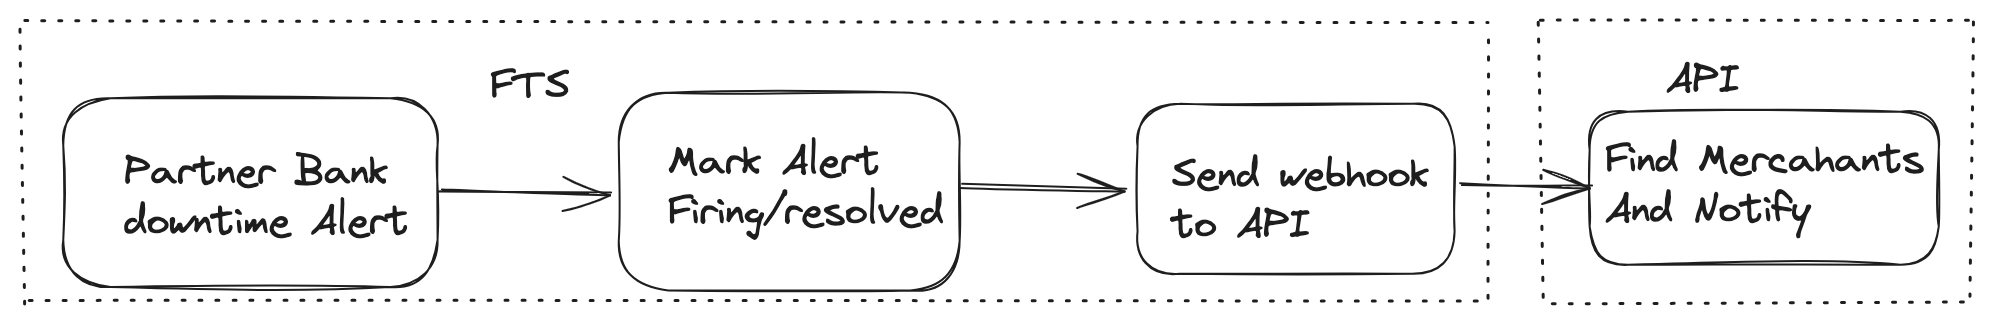 FTS
Partner Bank
downtime Alert
Mark Alert
Firing/resolved
Send webhook
to API
API
Find Mercahants
And Notify